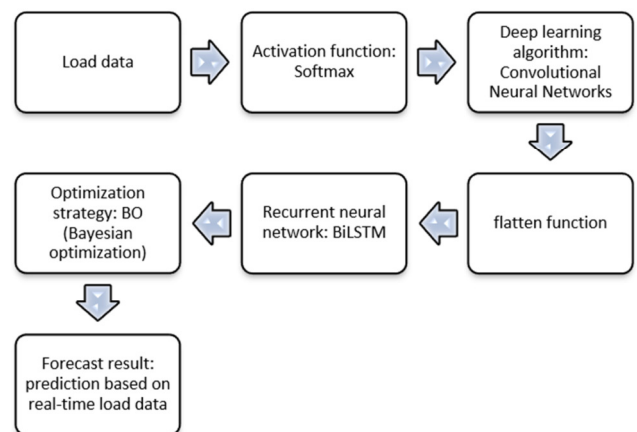 Load data
Activation function:
Softmax
Deep learning
algorithm:
Convolutional
Neural Networks
Optimization
strategy: BO
(Bayesian
optimization)
Recurrent neural
network: BiLSTM
flatten function
Forecast result:
prediction based on
real-time load data